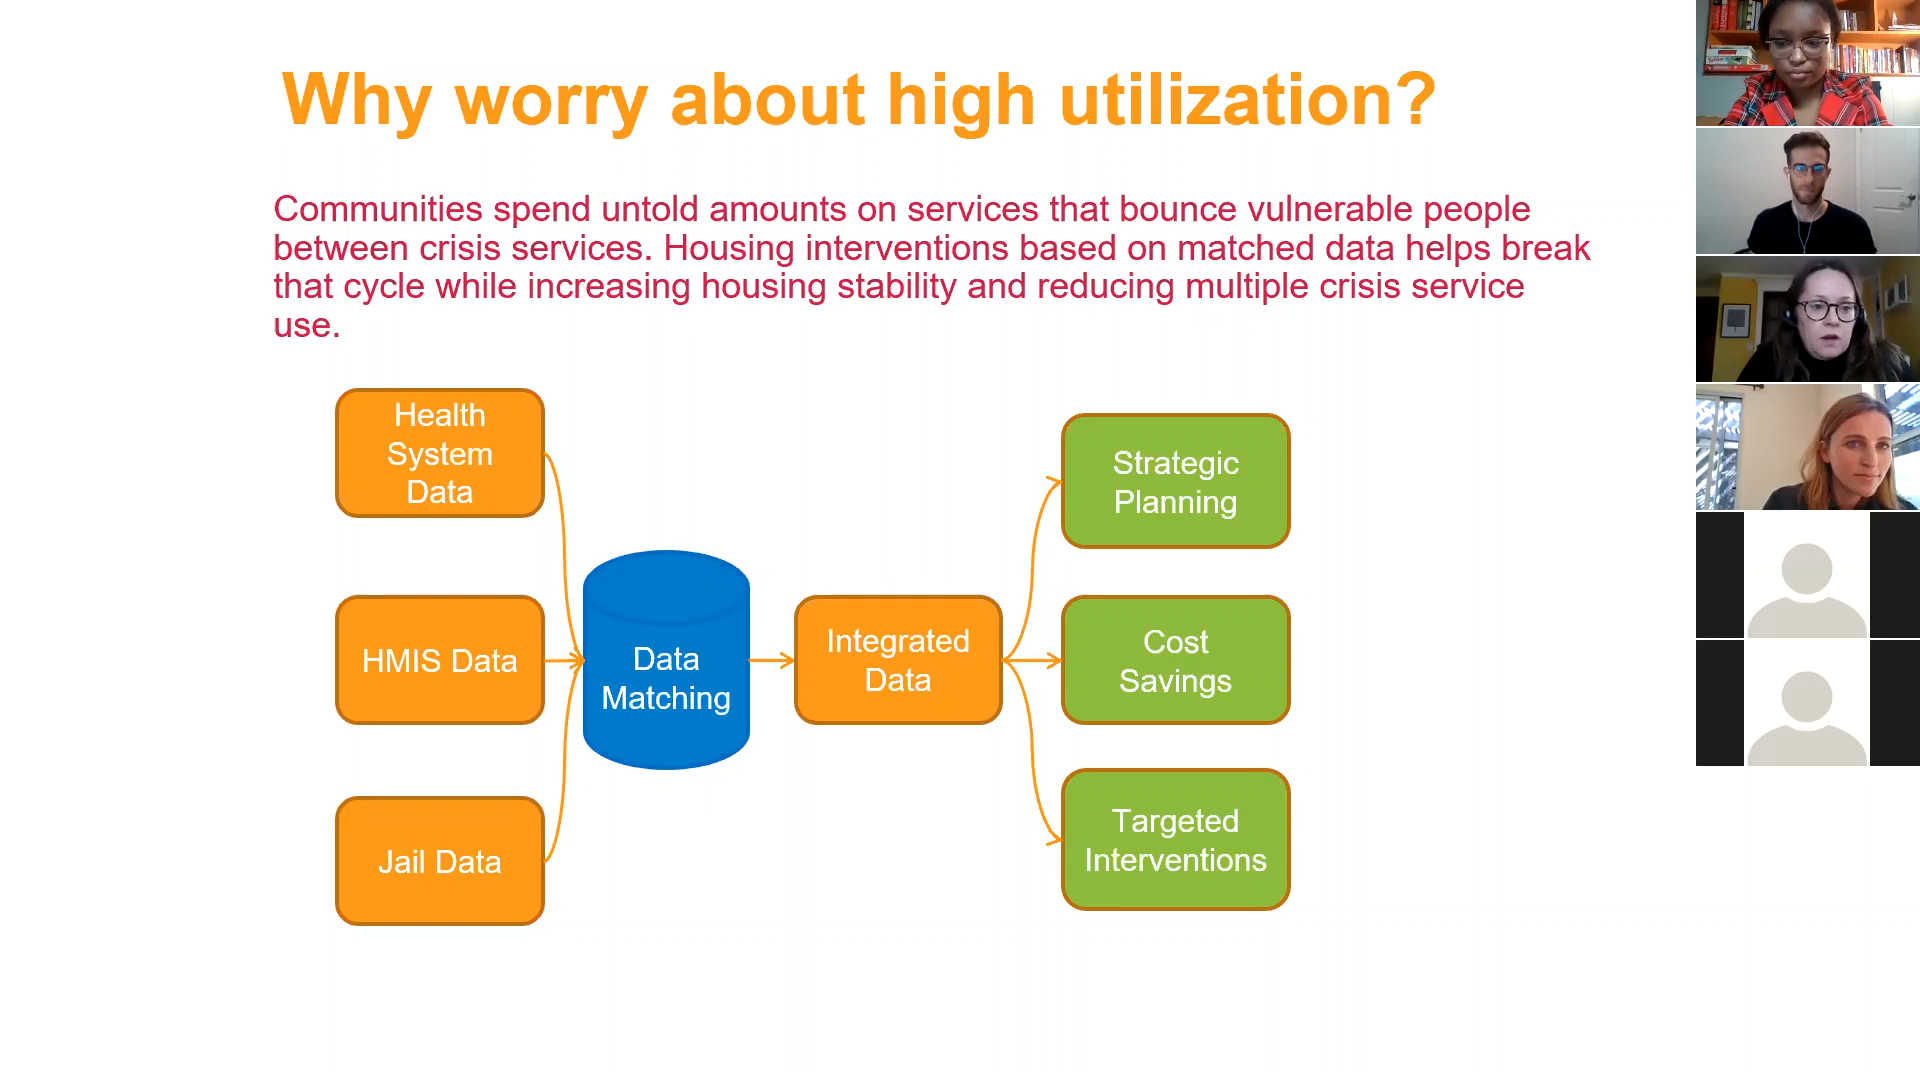 Why worry about high utilization?
Communities spend untold amounts on services that bounce vulnerable people
between crisis services. Housing interventions based on matched data helps break
that cycle while increasing housing stability and reducing multiple crisis service
use.
Health
System
Data
HMIS Data
Jail Data
Data
Matching
Integrated
Data
Strategic
Planning
Cost
Savings
Targeted
Interventions